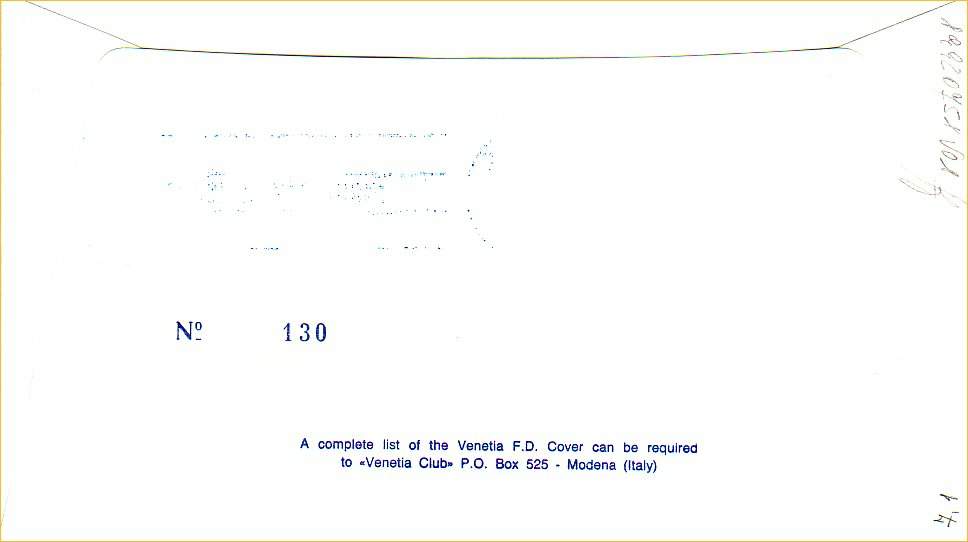 Nº 130
A complete list of the Venetia F.D. Cover can be required
to «Venetia Club» P.O. Box 525 - Modena (Italy)